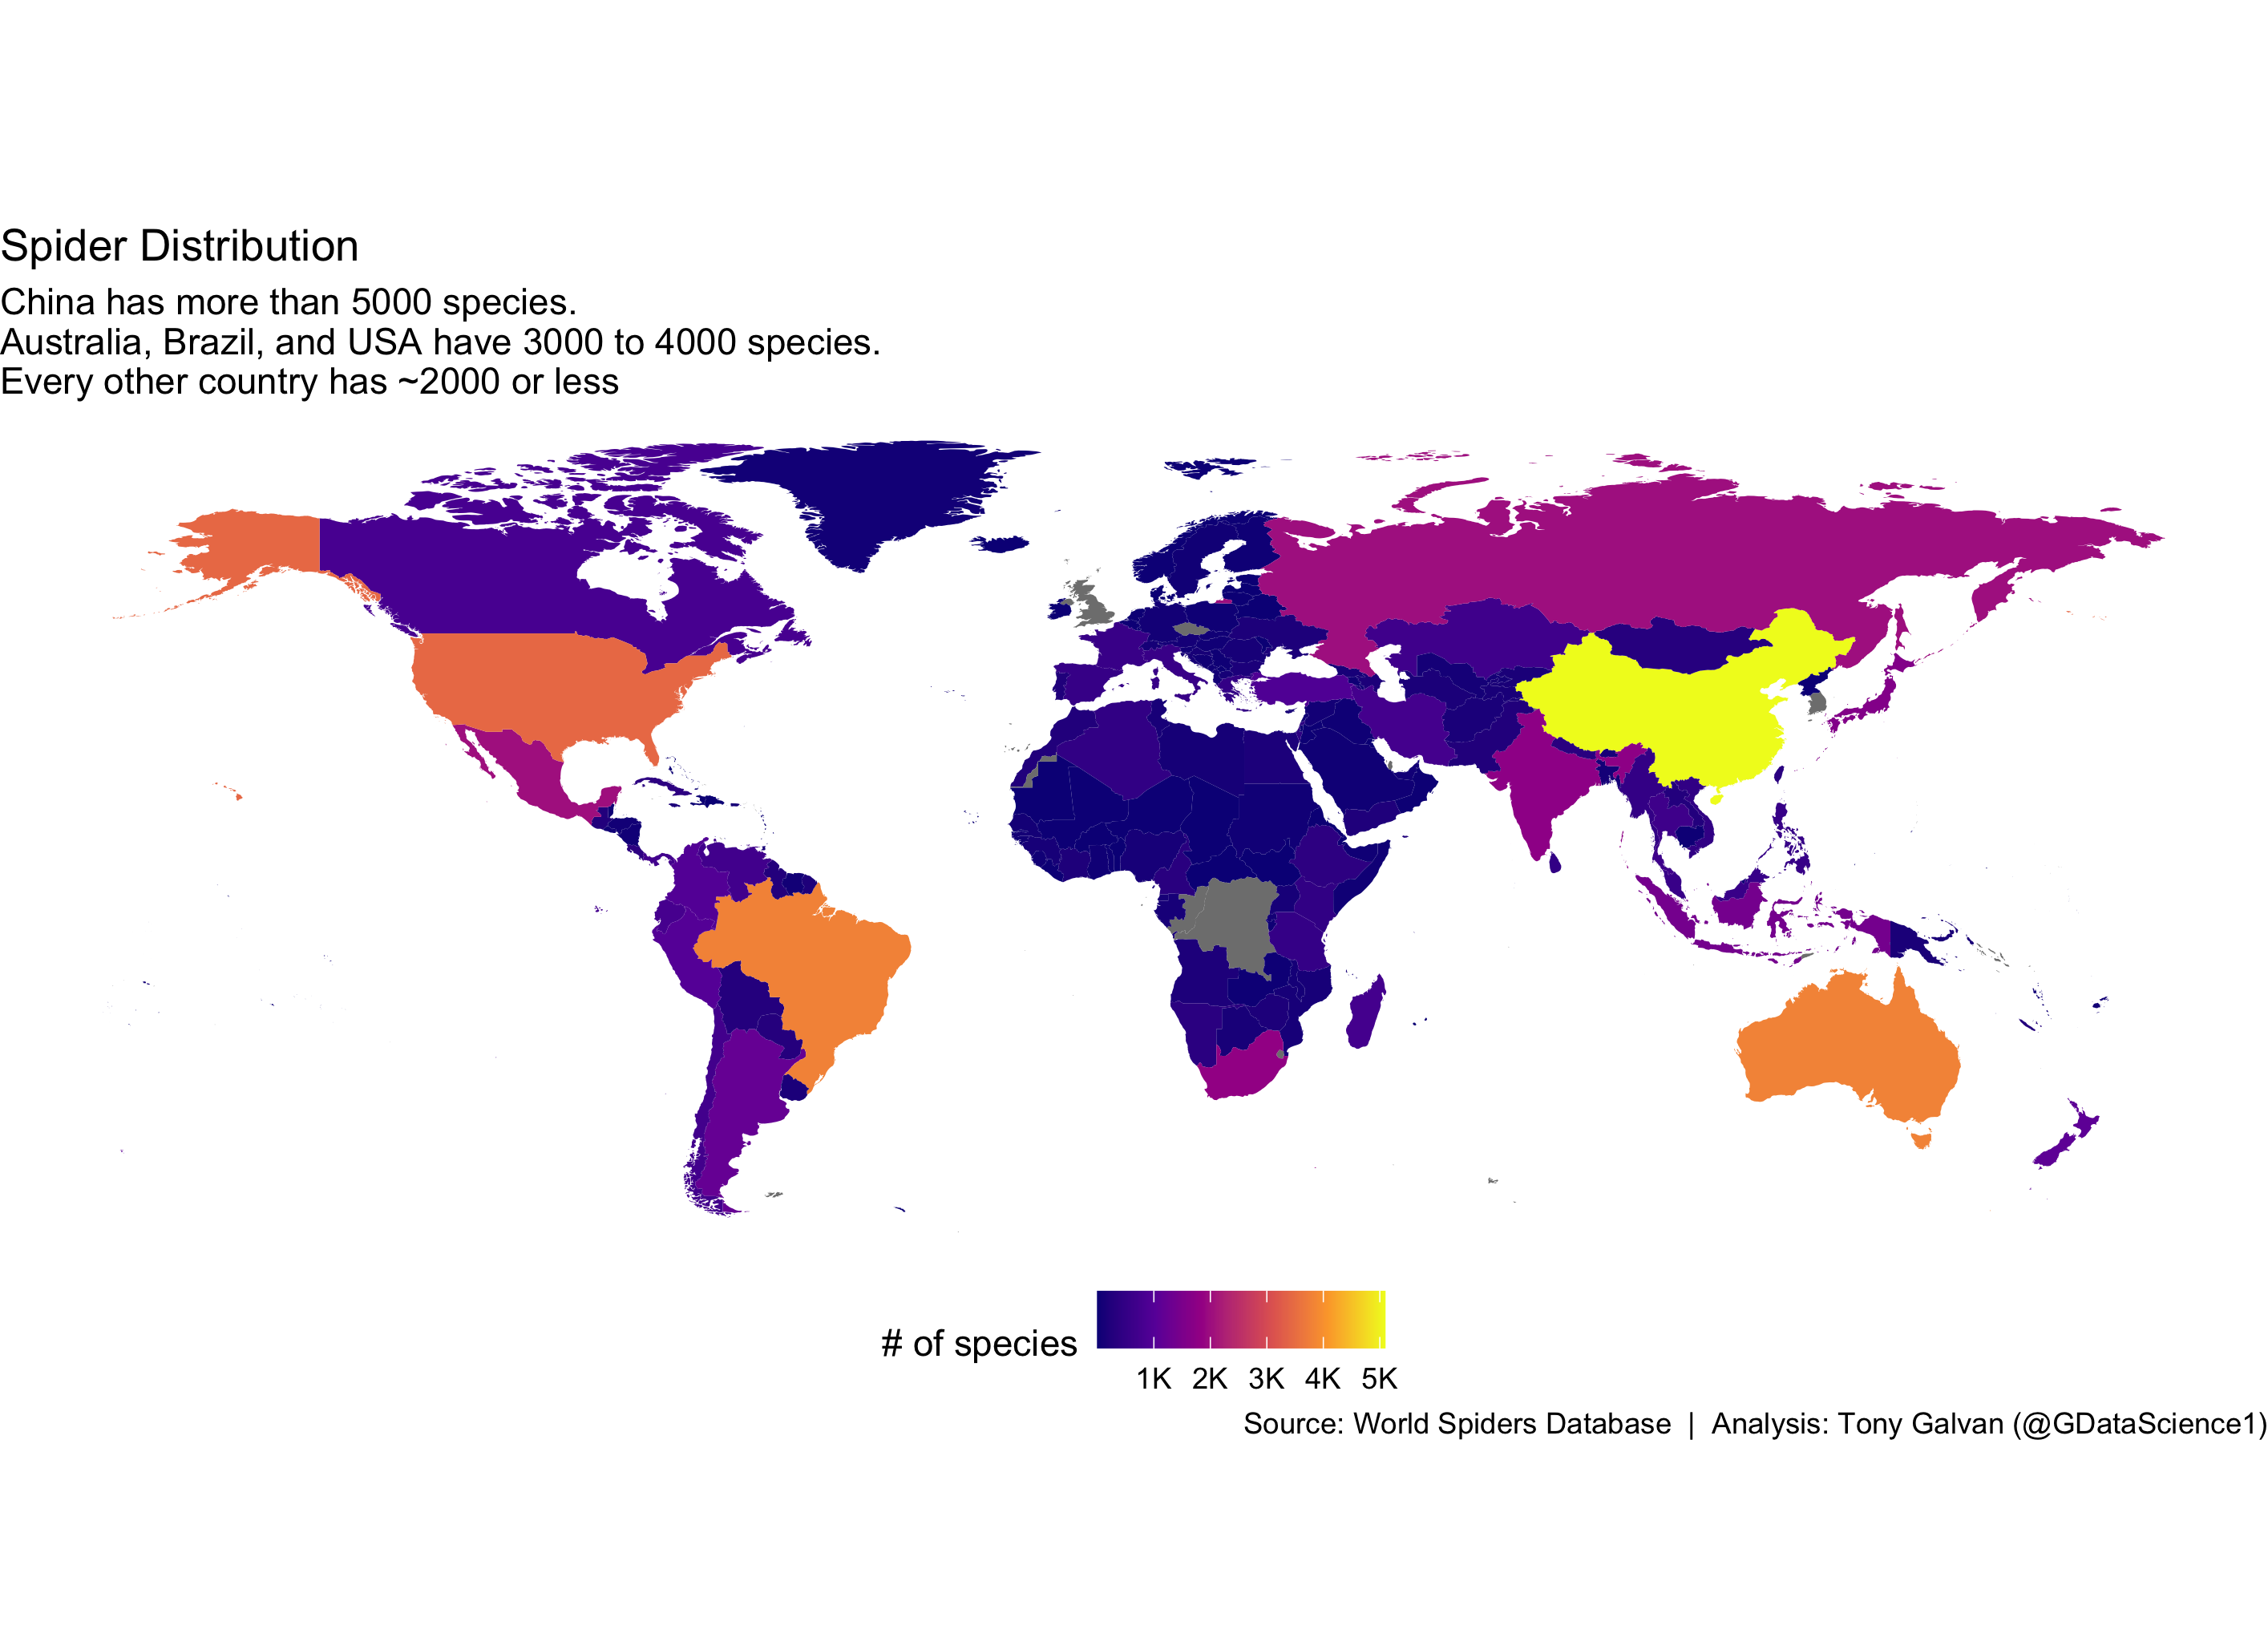 Spider Distribution
China has more than 5000 species.
Australia, Brazil, and USA have 3000 to 4000 species.
Every other country has ~2000 or less
# of species
1K 2K 3K 4K 5K
Source: World Spiders Database | Analysis: Tony Galvan (@GDataScience1)